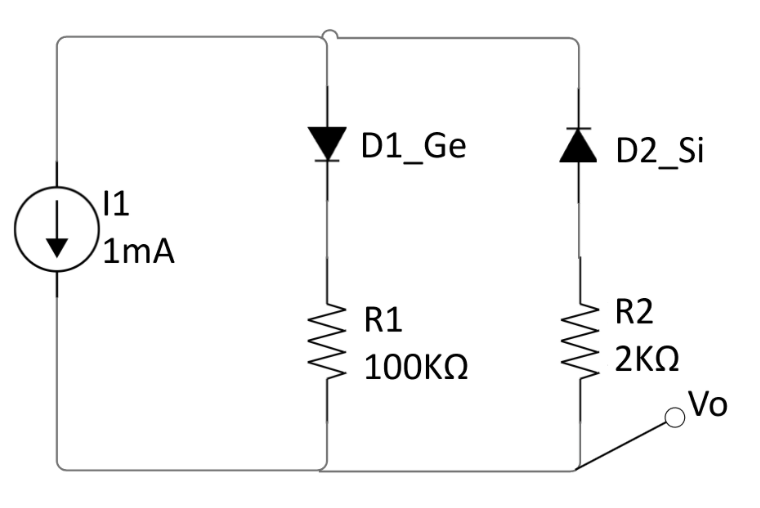 D1_Ge
D2_Si
I1
1mA
R1
100KΩ
R2
2KΩ
Vo